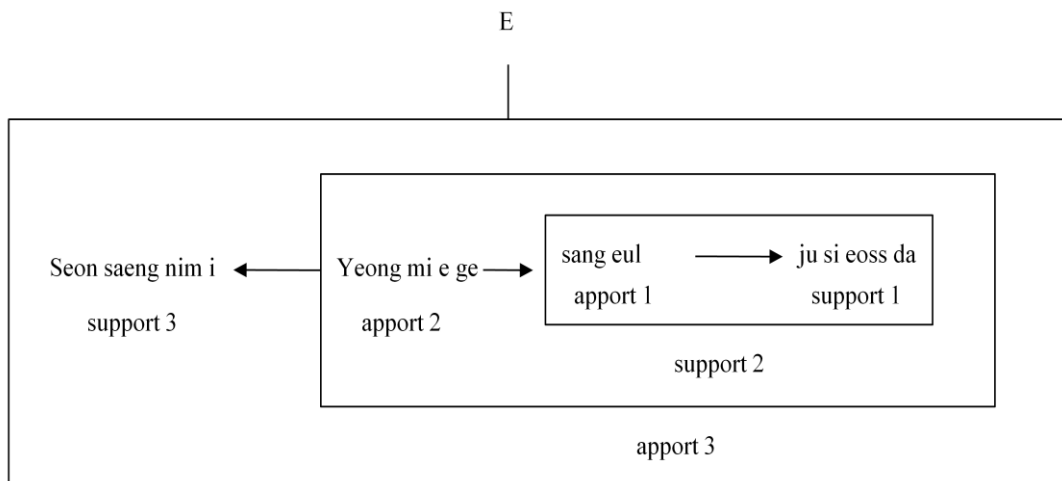 E
Seon saeng nim i
support 3
Yeong mi e ge
apport 2
sang eul
apport 1
ju si eoss da
support 1
support 2
apport 3